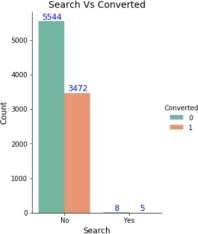 Search Vs Converted
5544
5000
4000
3472
3000
2000
1000
0
8
5
No
Yes
Count
Search
Converted
0
1